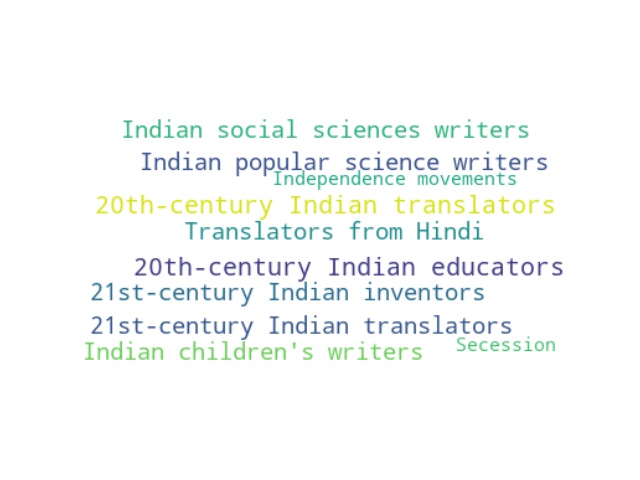 Indian social sciences writers
Indian popular science writers
Independence movements
20th-century Indian translators
Translators from Hindi
20th-century Indian educators
21st-century Indian inventors
21st-century Indian translators
Secession
Indian children's writers